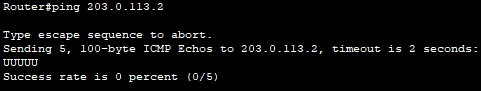 Router#ping 203.0.113.2
Type escape sequence to abort.
Sending 5, 100-byte ICMP Echos to 203.0.113.2, timeout is 2 seconds:
UUUUU
Success rate is 0 percent (0/5)